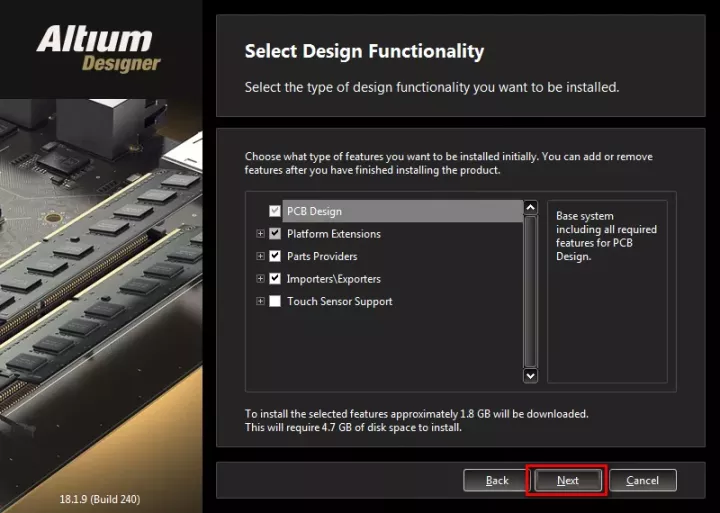 Altium
Designer
Select Design Functionality
Select the type of design functionality you want to be installed.
Choose what type of features you want to be installed initially. You can add or remove
features after you have finished installing the product.
PCB Design
Platform Extensions
Parts Providers
Importers\Exporters
Touch Sensor Support
Base system
including all required
features for PCB
Design.
To install the selected features approximately 1.8 GB will be downloaded.
This will require 4.7 GB of disk space to install.
18.1.9 (Build 240)
Back
Next
Cancel